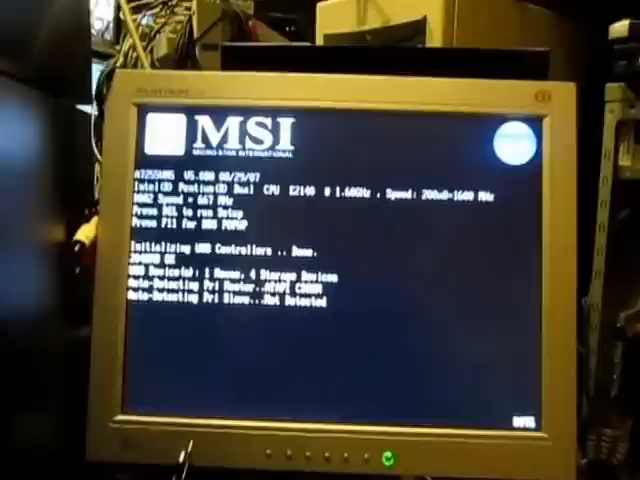 MSI
MICRO-STAR INTERNATIONAL
A7255VMS V5.0B0 08/29/07
Intel(R) Pentium(R) Dual CPU E2140 @ 1.60GHz , Speed: 200x8=1600 MHz
DDR2 Speed = 667 MHz
Press DEL to run Setup
Press F11 for BBS POPUP
Initializing USB Controllers .. Done.
2048MB OK
USB Device(s): 1 Mouse, 4 Storage Devices
Auto-Detecting Pri Master..ATAPI CDROM
Auto-Detecting Pri Slave...Not Detected